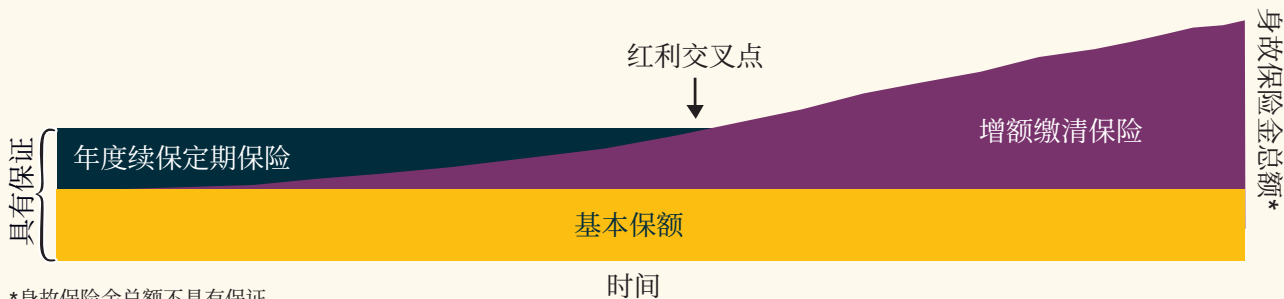 红利交叉点
身故保险金总额*
具有保证
年度续保定期保险
增额缴清保险
基本保额
时间
*身故保险金总额不具有保证